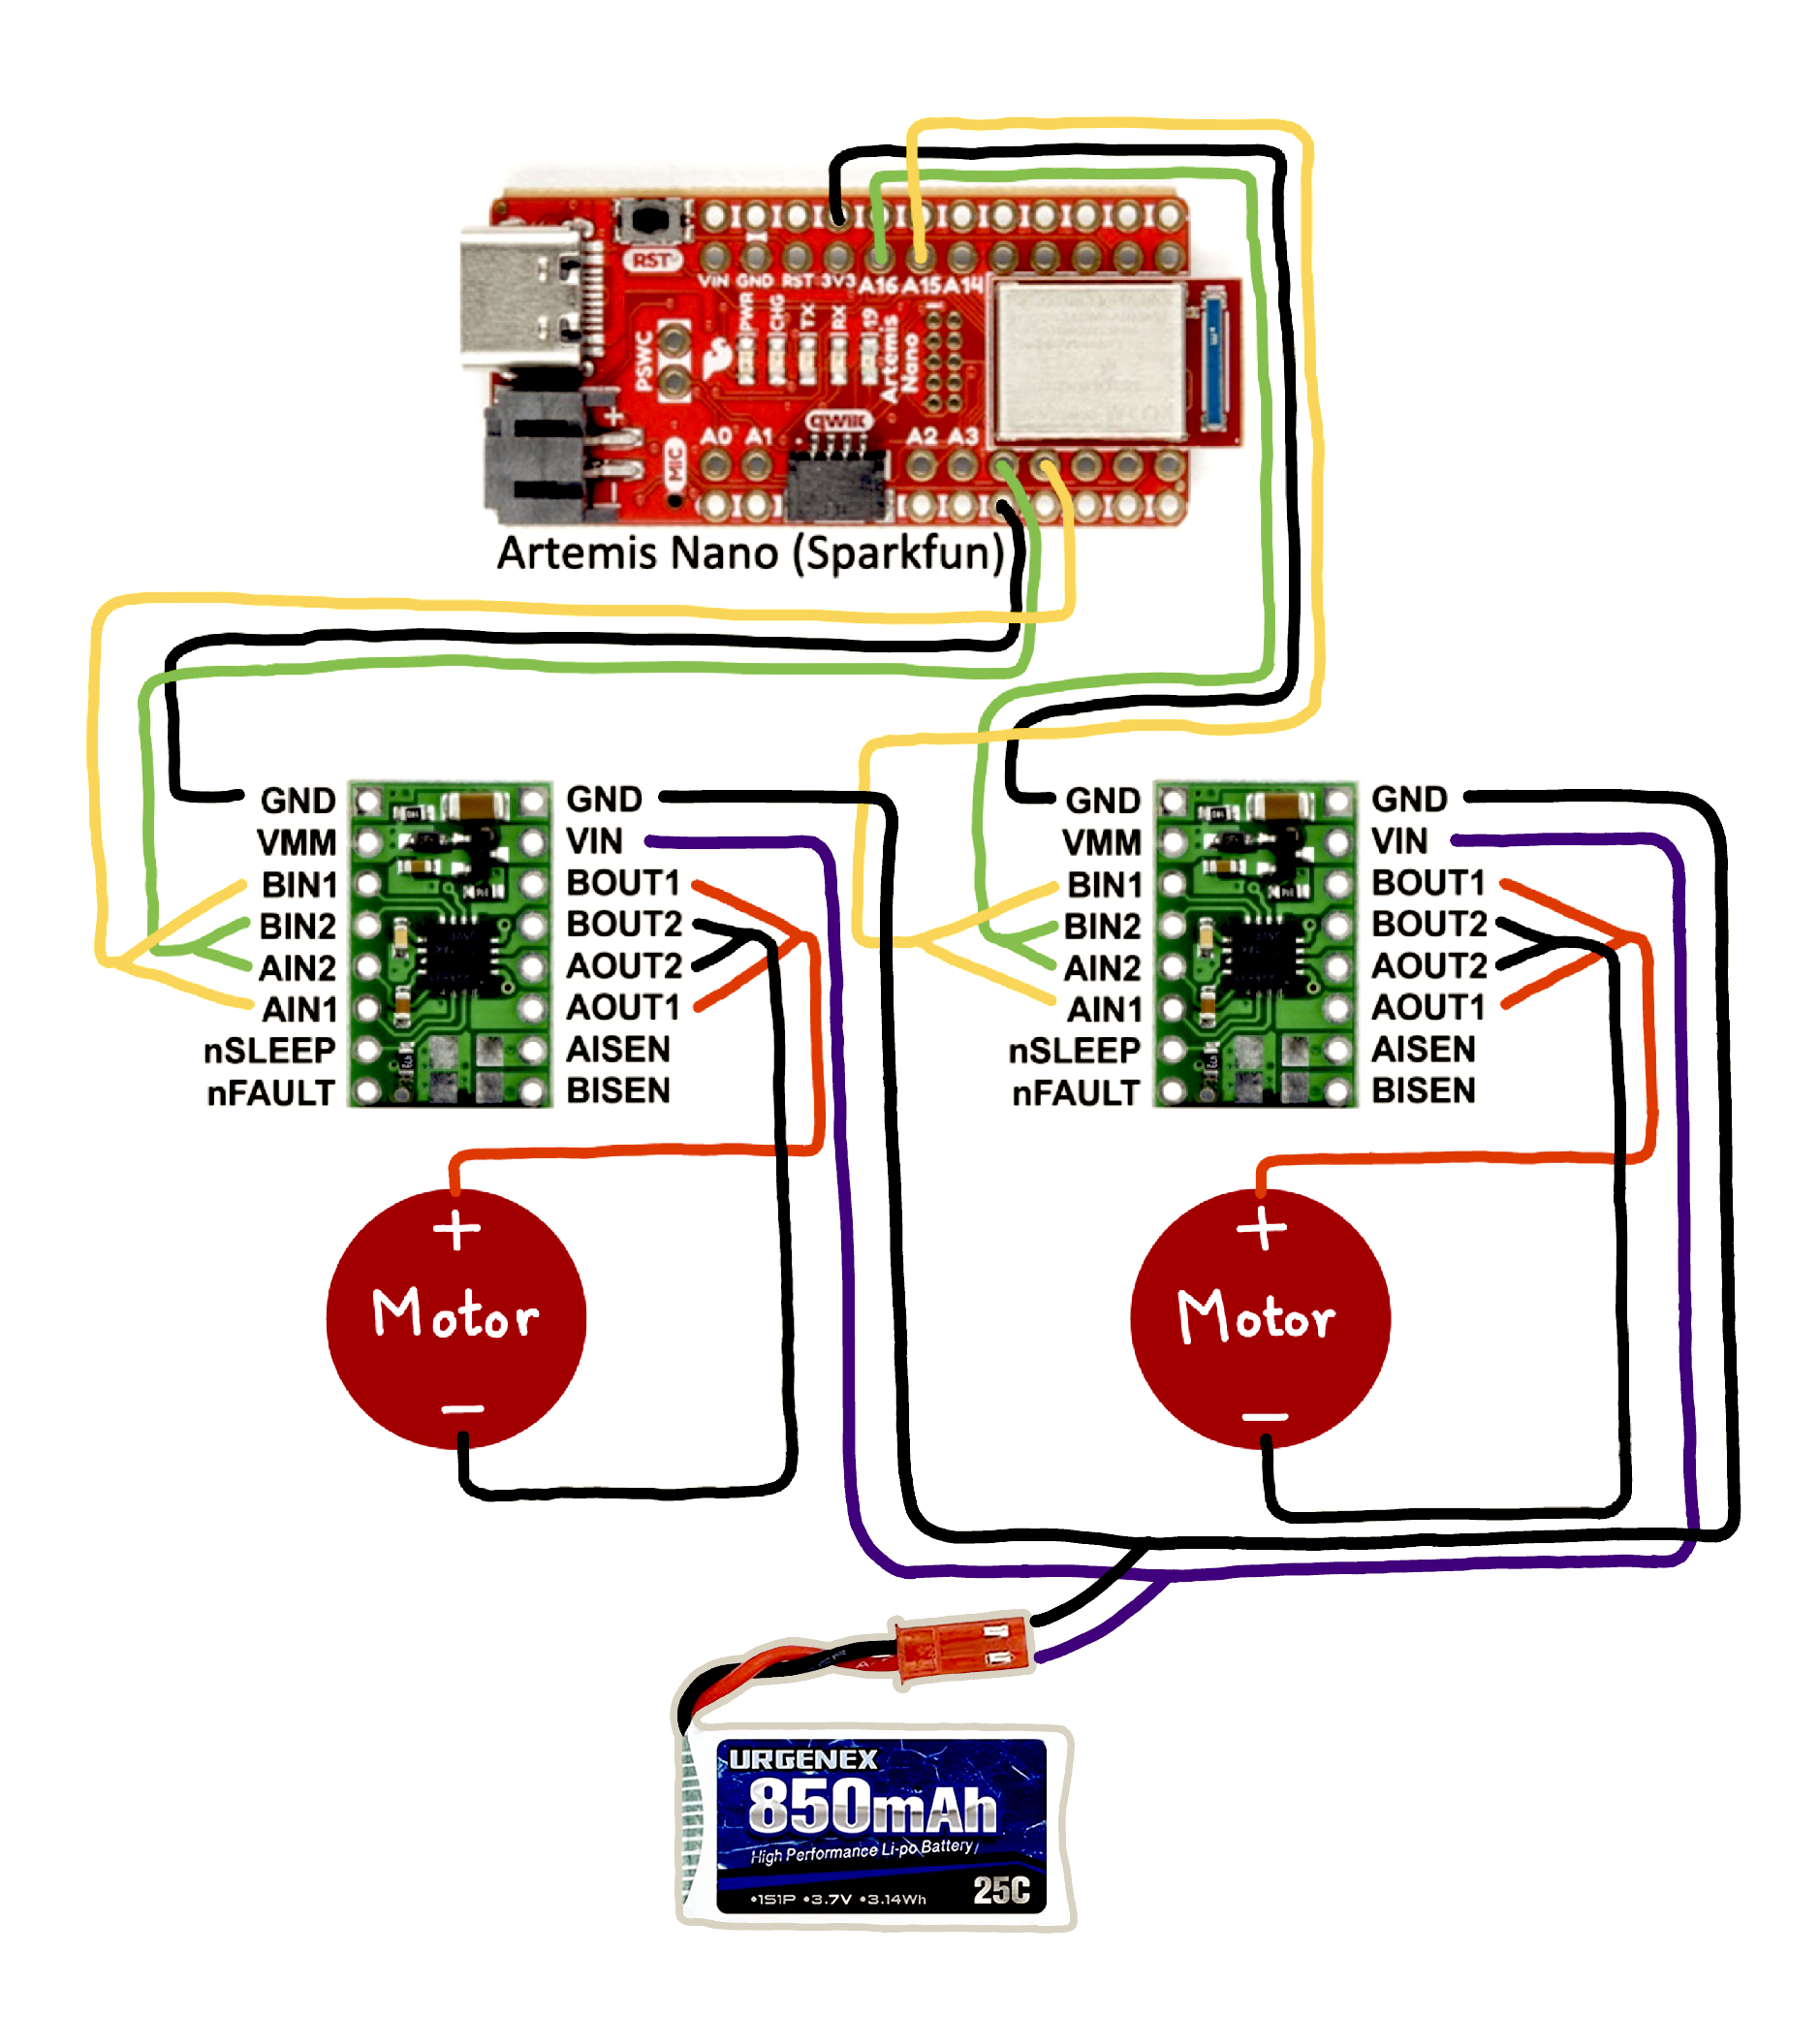 RST
VIN GND RST 3V3 A16 A15 A14
PWR
CHG
TX
RX
19
Artemis
Nano
PSWC
+
-
MIC
A0 A1
QWIIC
A2 A3
Artemis Nano (Sparkfun)
GND
VMM
BIN1
BIN2
AIN2
AIN1
nSLEEP
nFAULT
GND
VIN
BOUT1
BOUT2
AOUT2
AOUT1
AISEN
BISEN
GND
VMM
BIN1
BIN2
AIN2
AIN1
nSLEEP
nFAULT
GND
VIN
BOUT1
BOUT2
AOUT2
AOUT1
AISEN
BISEN
+
Motor
−
+
Motor
−
URGENEX
850mAh
High Performance Li-po Battery
25C
•1S1P •3.7V •3.14Wh